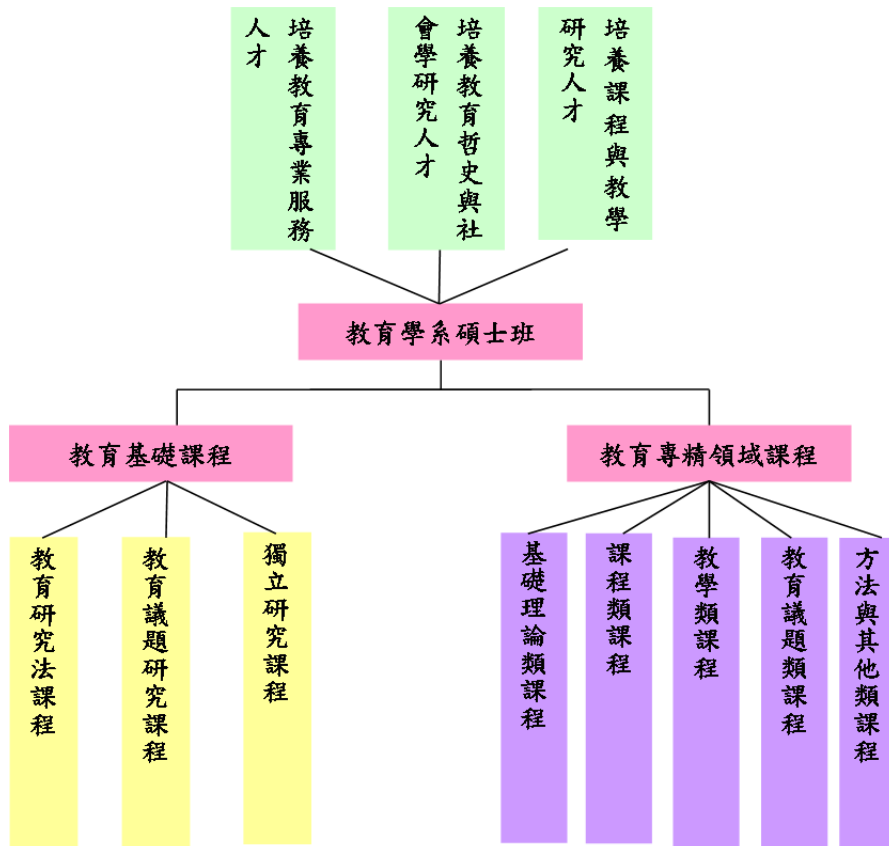 培養教育專業服務
人才
培養教育哲史與社
會學研究人才
培養課程與教學
研究人才
教育學系碩士班
教育基礎課程
教育專精領域課程
教育研究法課程
教育議題研究課程
獨立研究課程
基礎理論類課程
課程類課程
教學類課程
教育議題類課程
方法與其他類課程